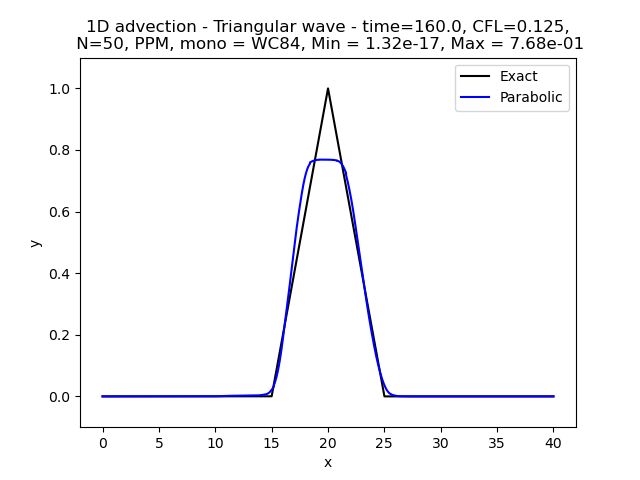 1D advection - Triangular wave - time=160.0, CFL=0.125,
N=50, PPM, mono = WC84, Min = 1.32e-17, Max = 7.68e-01
Exact
Parabolic
1.0
0.8
0.6
0.4
0.2
0.0
y
0 5 10 15 20 25 30 35 40
x